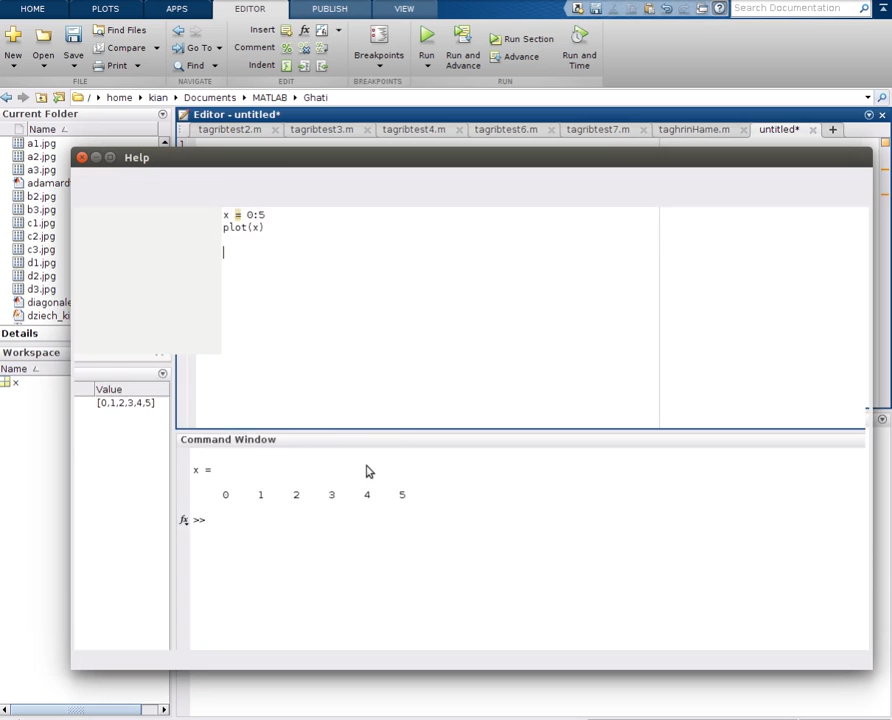 HOME PLOTS APPS EDITOR PUBLISH VIEW Search Documentation
Find Files Insert fx Run Section
Compare Go To Comment % Advance
Print Find Indent
New Open Save Breakpoints Run Run and Advance Run and Time
FILE NAVIGATE EDIT BREAKPOINTS RUN
/ home kian Documents MATLAB Ghati
Current Folder
Name
a1.jpg
a2.jpg
a3.jpg
adamard
b2.jpg
b3.jpg
c1.jpg
c2.jpg
c3.jpg
d1.jpg
d2.jpg
d3.jpg
diagonale
dziech_ki
Details
Workspace
Name
x
Value
[0,1,2,3,4,5]
Editor - untitled*
tagribtest2.m tagribtest3.m tagribtest4.m tagribtest6.m tagribtest7.m taghrinHame.m untitled*
1
Help
x = 0:5
plot(x)
Command Window
x =
0 1 2 3 4 5
fx >>